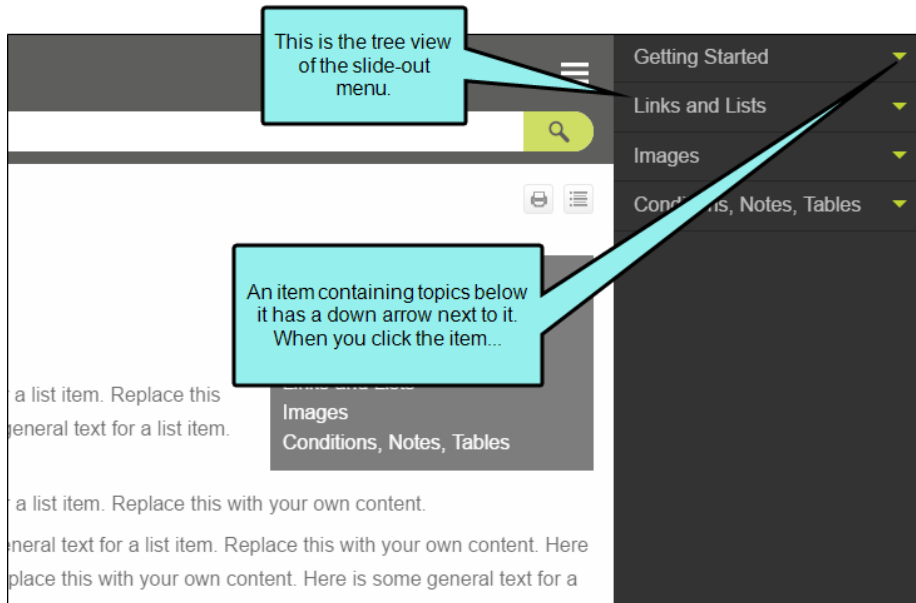 This is the tree view
of the slide-out
menu.
Getting Started
Links and Lists
Images
Conditions, Notes, Tables
An item containing topics below
it has a down arrow next to it.
When you click the item...
Links and Lists
Images
Conditions, Notes, Tables
a list item. Replace this
general text for a list item.
a list item. Replace this with your own content.
general text for a list item. Replace this with your own content. Here
place this with your own content. Here is some general text for a